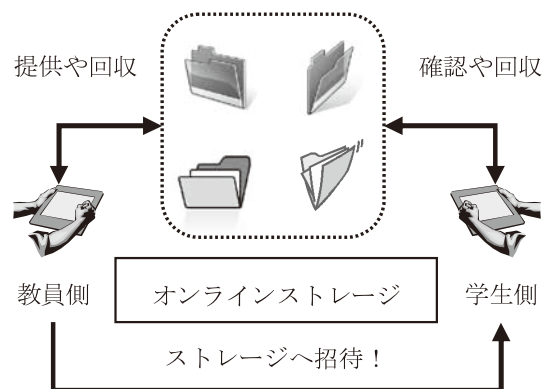 提供や回収
確認や回収
教員側
オンラインストレージ
学生側
ストレージへ招待！